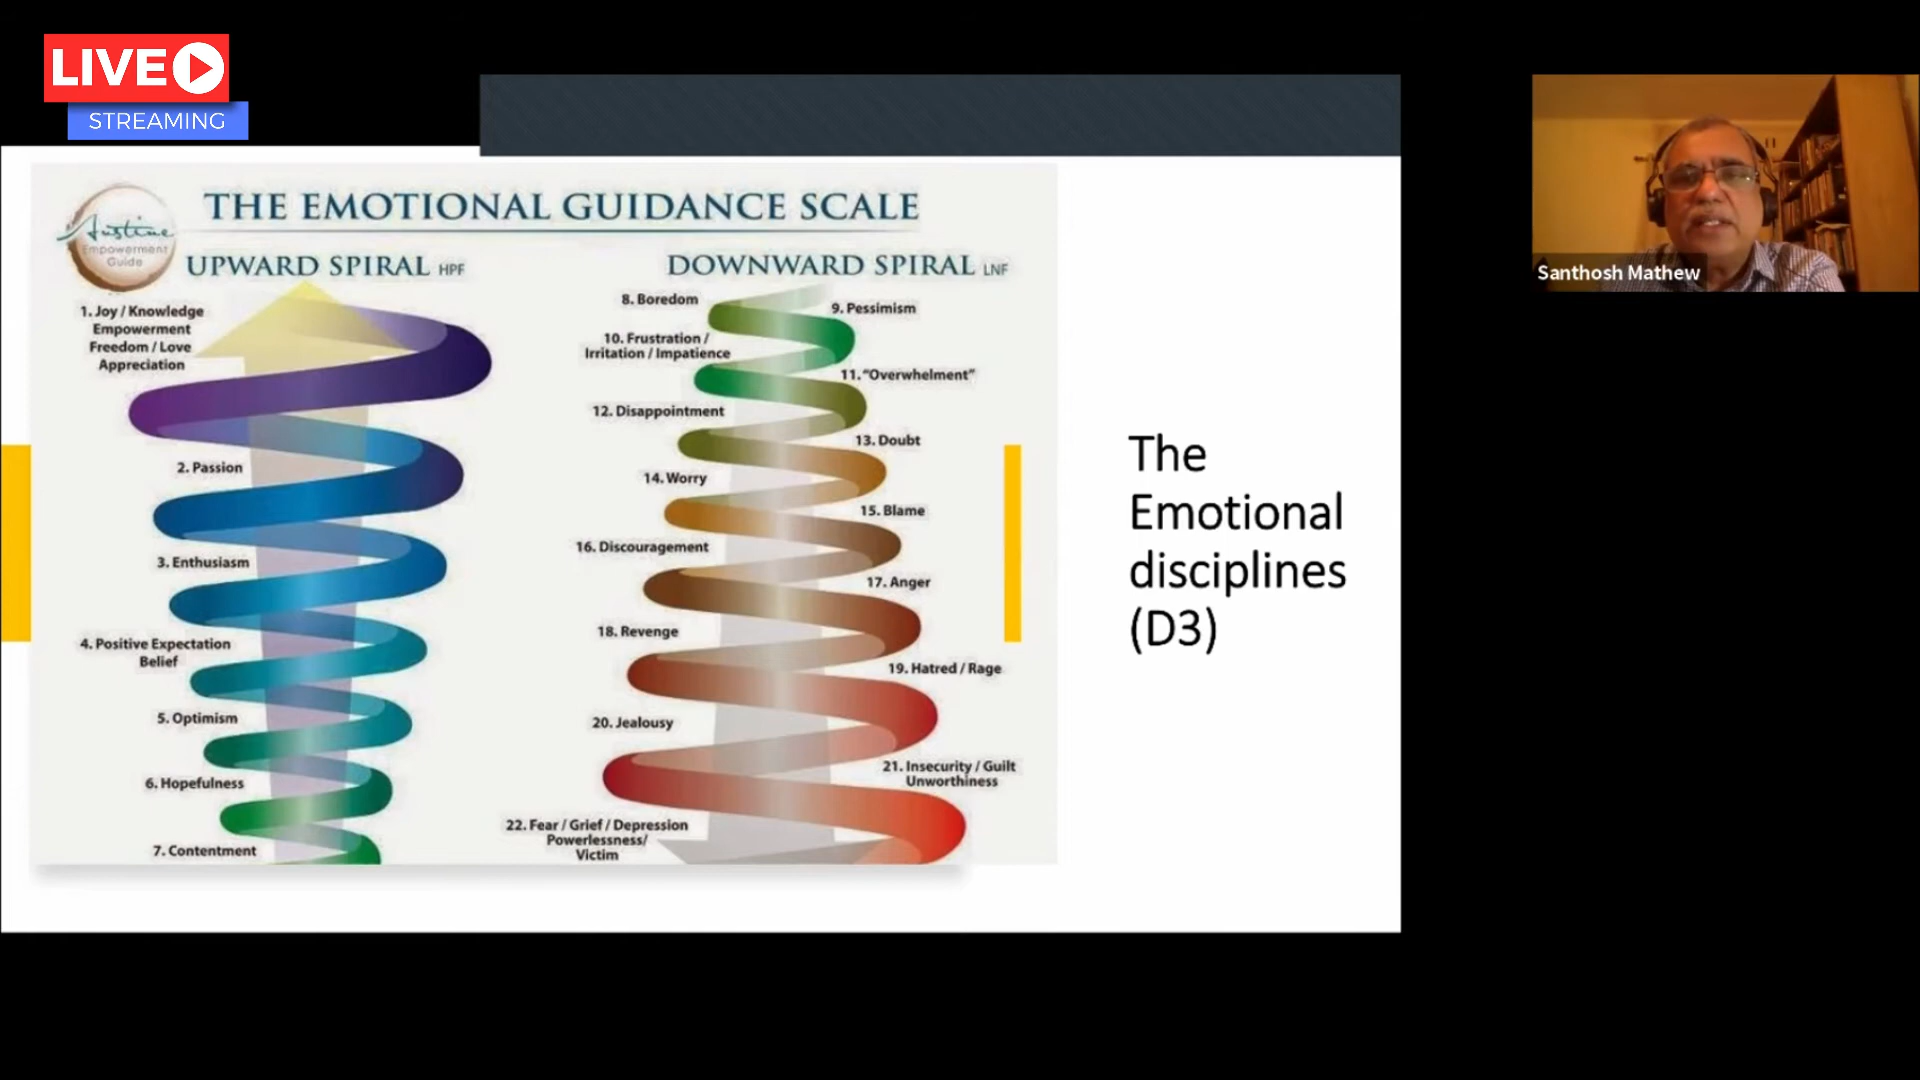 LIVE
STREAMING
Austine
Empowerment
Guide
THE EMOTIONAL GUIDANCE SCALE
UPWARD SPIRAL HPF
1. Joy / Knowledge
Empowerment
Freedom / Love
Appreciation
2. Passion
3. Enthusiasm
4. Positive Expectation
Belief
5. Optimism
6. Hopefulness
7. Contentment
DOWNWARD SPIRAL LNF
8. Boredom
9. Pessimism
10. Frustration /
Irritation / Impatience
11. “Overwhelment”
12. Disappointment
13. Doubt
14. Worry
15. Blame
16. Discouragement
17. Anger
18. Revenge
19. Hatred / Rage
20. Jealousy
21. Insecurity / Guilt
Unworthiness
22. Fear / Grief / Depression
Powerlessness/
Victim
The
Emotional
disciplines
(D3)
Santhosh Mathew